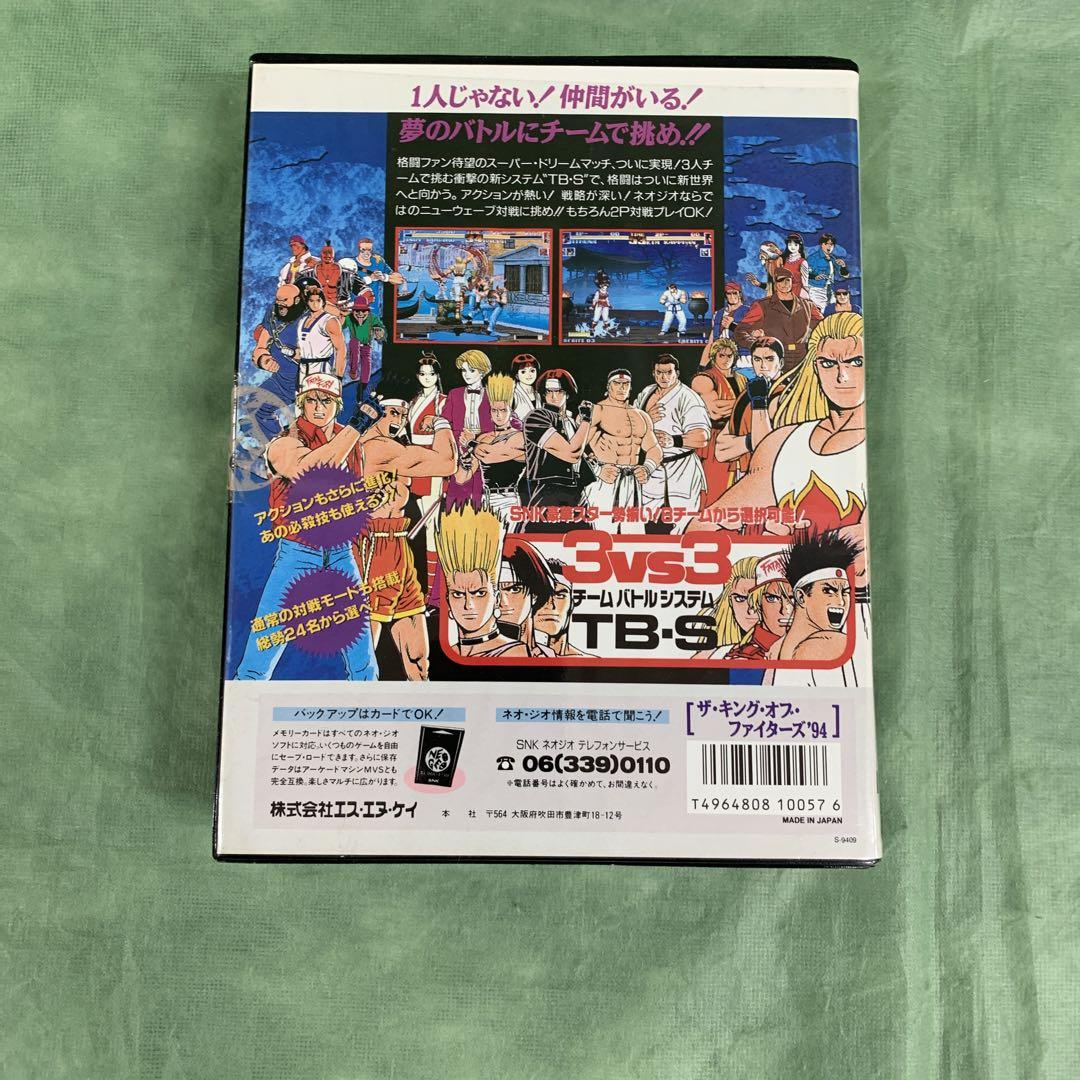 1人じゃない!仲間がいる!
夢のバトルにチームで挑め!!
格闘ファン待望のスーパー・ドリームマッチ、ついに実現!3人チ
ームで挑む衝撃の新システム"TB・S"で、格闘はついに新世界
へと向かう。アクションが熱い!戦略が深い!ネオジオならで
はのニューウェーブ対戦に挑め!!もちろん2P対戦プレイOK!
アクションもさらに進化!
あの必殺技も使えるゾ!
通常の対戦モードも搭載
総勢24名から選べ!
SNK豪華スター勢揃い!8チームから選択可能!
3vs3
チームバトルシステム
TB・S
バックアップはカードでOK!
メモリーカードはすべてのネオ・ジオ
ソフトに対応。いくつものゲームを自由
にセーブ・ロードできます。さらに保存
データはアーケードマシンMVSとも
完全互換。楽しさマルチに広がります。
NEO GEO
SNK
ネオ・ジオ情報を電話で聞こう!
SNK ネオジオ テレフォンサービス
☎ 06(339)0110
※電話番号はよく確かめて、お間違えなく。
[ザ・キング・オブ・
ファイターズ'94]
T4964808 10057 6
MADE IN JAPAN
株式会社エス・エヌ・ケイ 本 社 〒564 大阪府吹田市豊津町18-12号
S-9409